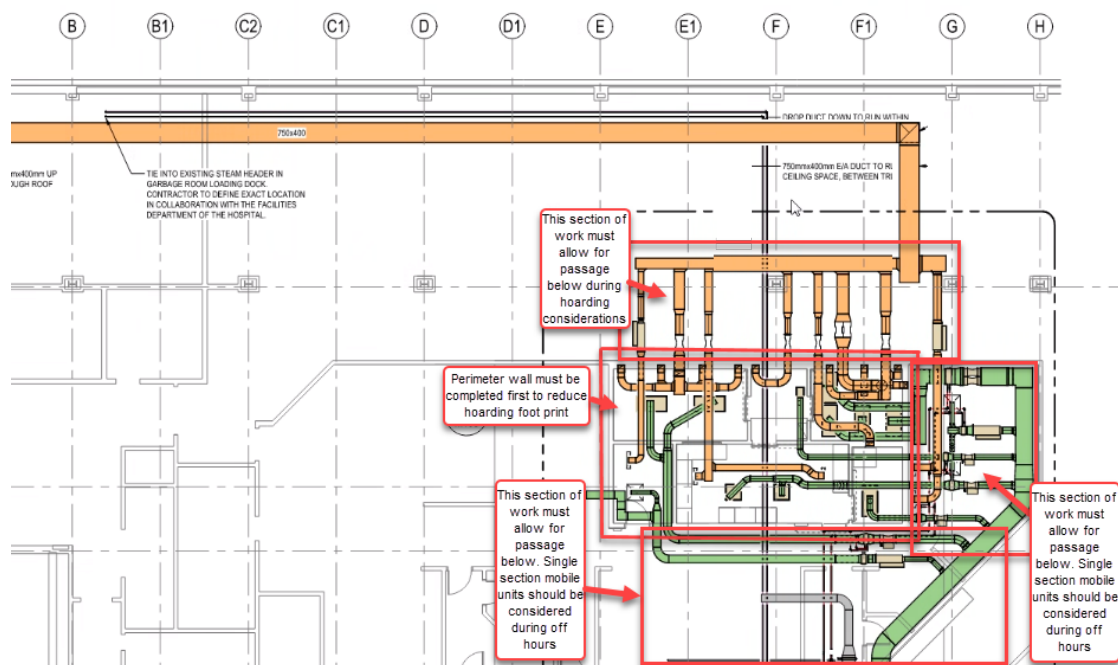 B B1 C2 C1 D D1 E E1 F F1 G H
750x400
DROP DUCT DOWN TO RUN WITHIN
mx400mm UP
OUGH ROOF
TIE INTO EXISTING STEAM HEADER IN
GARBAGE ROOM LOADING DOCK.
CONTRACTOR TO DEFINE EXACT LOCATION
IN COLLABORATION WITH THE FACILITIES
DEPARTMENT OF THE HOSPITAL.
750mmx400mm E/A DUCT TO
CEILING SPACE, BETWEEN
This section of
work must
allow for
passage
below during
hoarding
considerations
Perimeter wall must be
completed first to reduce
hoarding foot print
This section of
work must
allow for
passage
below. Single
section mobile
units should be
considered
during off
hours
This section of
work must
allow for
passage
below. Single
section mobile
units should be
considered
during off
hours